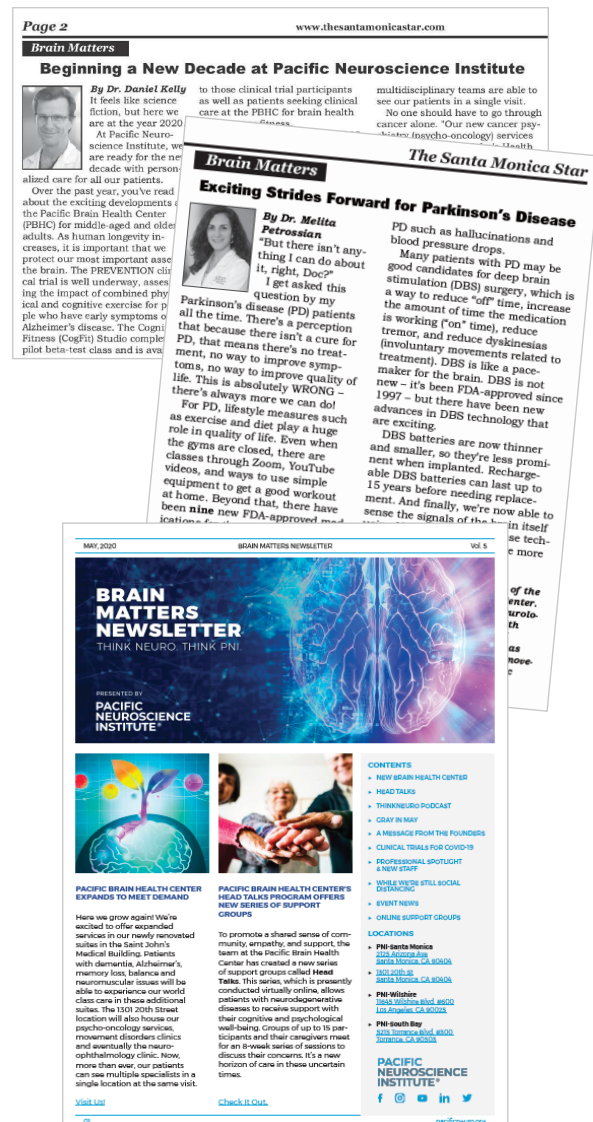 Page 2
www.thesantamonicastar.com
Brain Matters
Beginning a New Decade at Pacific Neuroscience Institute
By Dr. Daniel Kelly
It feels like science
fiction, but here we
are at the year 2020
At Pacific Neuro-
science Institute, we
are ready for the
decade with person-
alized care for all our patients.
Over the past year, you've read
about the exciting developments
the Pacific Brain Health Center
(PBHC) for middle-aged and
adults. As human longevity in-
creases, it is important that we
protect our most important
the brain. The PREVENTION
cal trial is well underway,
ing the impact of combined
ical and cognitive exercise for
ple who have early symptoms
Alzheimer's disease. The
Fitness (CogFit) Studio
pilot beta-test class and is
to those clinical trial participants
as well as patients seeking clinical
care at the PBHC for brain health
multidisciplinary teams are able to
see our patients in a single visit.
No one should have to go through
cancer alone. "Our new cancer psy-
(psycho-oncology) services
Brain Matters
The Santa Monica Star
Exciting Strides Forward for Parkinson's Disease
By Dr. Melita
Petrossian
"But there isn't any-
thing I can do about
it, right, Doc?"
I get asked this
question by my
Parkinson's disease (PD) patients
all the time. There's a perception
that because there isn't a cure for
PD, that means there's no treat-
ment, no way to improve symp-
toms, no way to improve quality of
life. This is absolutely WRONG –
there's always more we can do!
For PD, lifestyle measures such
as exercise and diet play a huge
role in quality of life. Even when
the gyms are closed, there are
classes through Zoom, YouTube
videos, and ways to use simple
equipment to get a good workout
at home. Beyond that, there have
been nine new FDA-approved
PD such as hallucinations and
blood pressure drops.
Many patients with PD may be
good candidates for deep brain
stimulation (DBS) surgery, which is
a way to reduce "off" time, increase
the amount of time the medication
is working ("on" time), reduce
tremor, and reduce dyskinesias
(involuntary movements related to
treatment). DBS is like a pace-
maker for the brain. DBS is not
new – it's been FDA-approved since
1997 – but there have been new
advances in DBS technology that
are exciting.
DBS batteries are now thinner
and smaller, so they're less promi-
nent when implanted. Recharge-
able DBS batteries can last up to
15 years before needing replace-
ment. And finally, we're now able to
sense the signals of the brain itself
se tech-
e more
of the
enter.
urolo-
th
as
move-
c
MAY, 2020
BRAIN MATTERS NEWSLETTER
Vol. 5
BRAIN
MATTERS
NEWSLETTER
THINK NEURO. THINK PNI.
PRESENTED BY
PACIFIC
NEUROSCIENCE
INSTITUTE®
PACIFIC BRAIN HEALTH CENTER
EXPANDS TO MEET DEMAND
Here we grow again! We're
excited to offer expanded
services in our newly renovated
suites in the Saint John's
Medical Building. Patients
with dementia, Alzheimer's,
memory loss, balance and
neuromuscular issues will be
able to experience our world
class care in these additional
suites. The 1301 20th Street
location will also house our
psycho-oncology services,
movement disorders clinics
and eventually the neuro-
ophthalmology clinic. Now,
more than ever, our patients
can see multiple specialists in a
single location at the same visit.
Visit Us!
PACIFIC BRAIN HEALTH CENTER'S
HEAD TALKS PROGRAM OFFERS
NEW SERIES OF SUPPORT
GROUPS
To promote a shared sense of com-
munity, empathy, and support, the
team at the Pacific Brain Health
Center has created a new series
of support groups called Head
Talks. This series, which is presently
conducted virtually online, allows
patients with neurodegenerative
diseases to receive support with
their cognitive and psychological
well-being. Groups of up to 15 par-
ticipants and their caregivers meet
for an 8-week series of sessions to
discuss their concerns. It's a new
horizon of care in these uncertain
times.
Check It Out.
CONTENTS
» NEW BRAIN HEALTH CENTER
» HEAD TALKS
» THINKNEURO PODCAST
» GRAY IN MAY
» A MESSAGE FROM THE FOUNDERS
» CLINICAL TRIALS FOR COVID-19
» PROFESSIONAL SPOTLIGHT
& NEW STAFF
» WHILE WE'RE STILL SOCIAL
DISTANCING
» EVENT NEWS
» ONLINE SUPPORT GROUPS
LOCATIONS
PNI-Santa Monica
2125 Arizona Ave
Santa Monica, CA 90404
1301 20th St
Santa Monica, CA 90404
PNI-Wilshire
11645 Wilshire Blvd. #600
Los Angeles, CA 90025
PNI-South Bay
5215 Torrance Blvd. #300
Torrance, CA 90503
PACIFIC
NEUROSCIENCE
INSTITUTE®